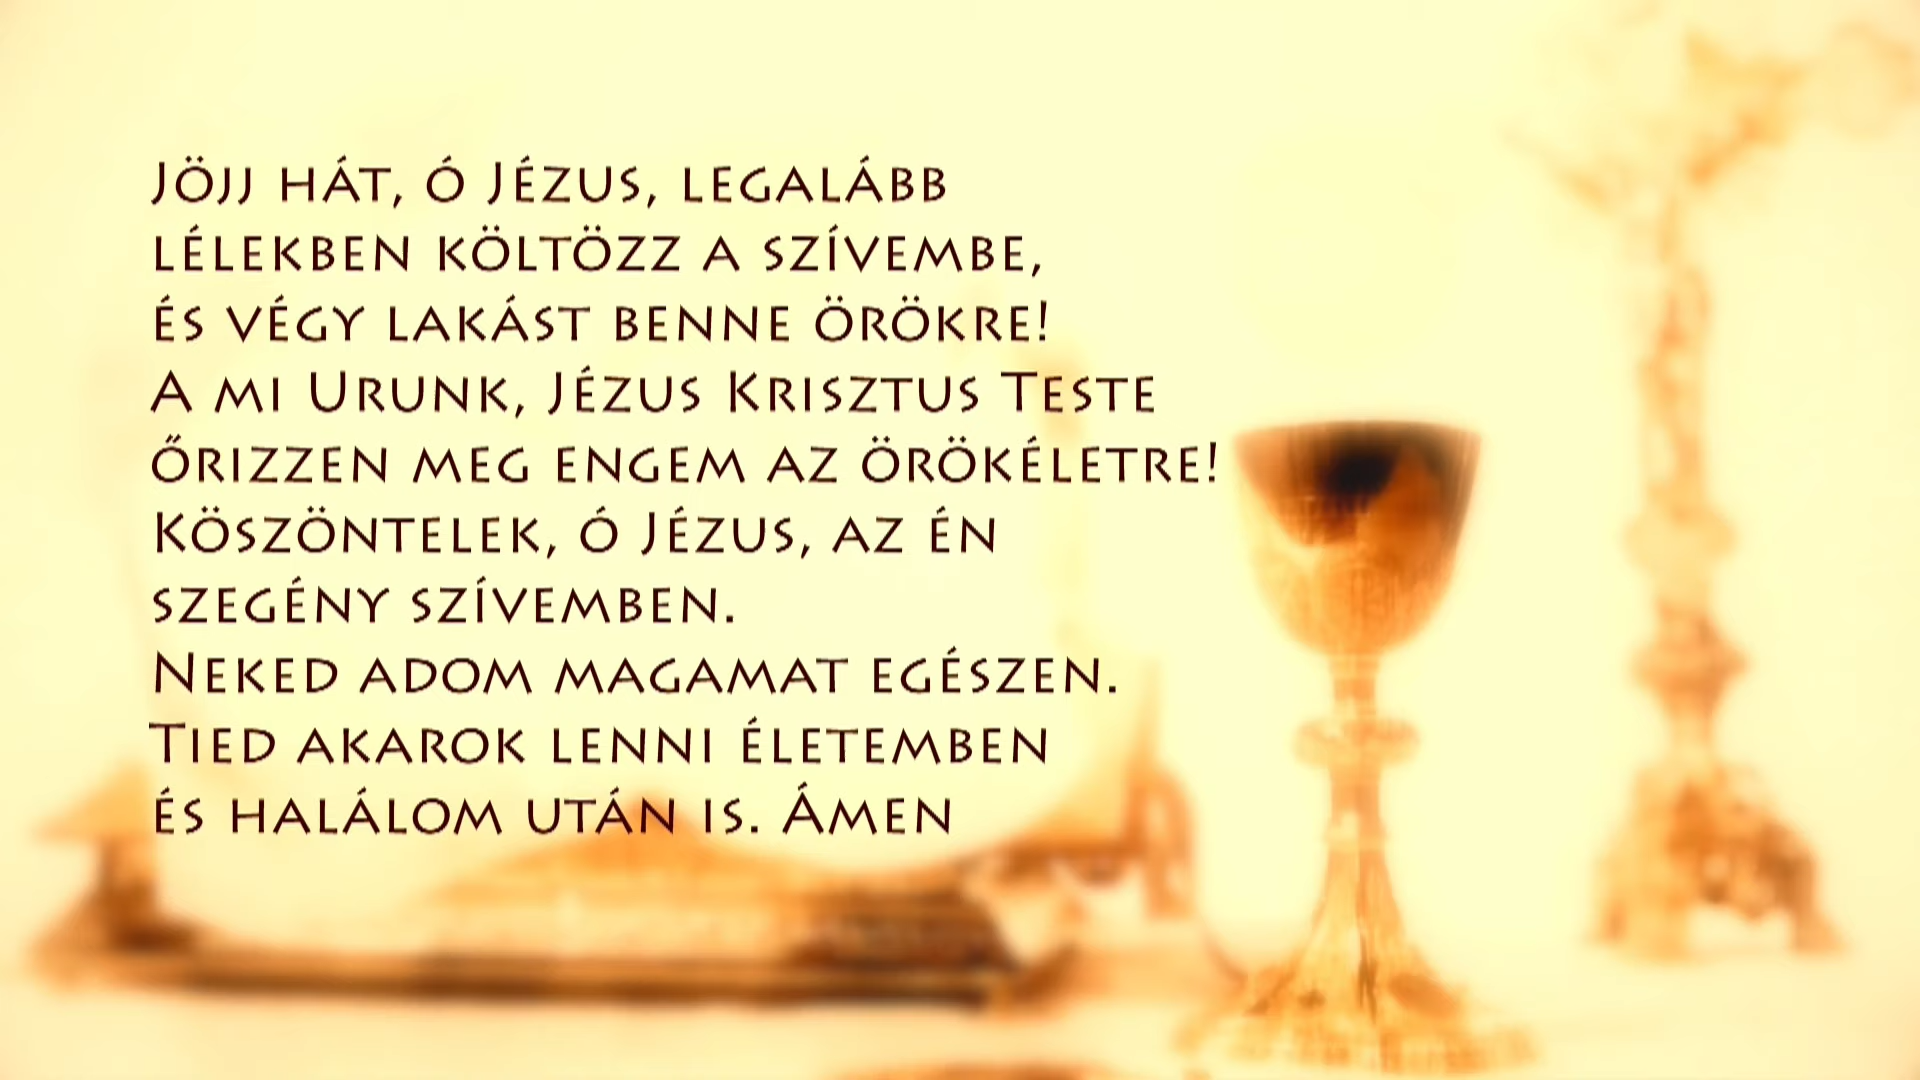 Jöjj hát, ó Jézus, legalább
lélekben költözz a szívembe,
és végy lakást benne örökre!
A mi Urunk, Jézus Krisztus Teste
őrizzen meg engem az örökéletre!
Köszöntelek, ó Jézus, az én
szegény szívemben.
Neked adom magamat egészen.
Tied akarok lenni életemben
és halálom után is. Ámen